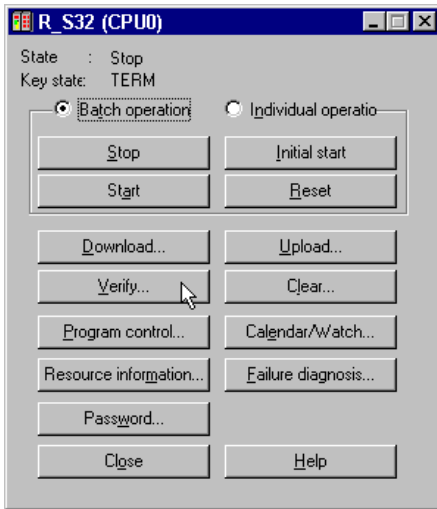 R_S32 (CPU0)
State : Stop
Key state: TERM
Batch operation Individual operatio
Stop Initial start
Start Reset
Download... Upload...
Verify... Clear...
Program control... Calendar/Watch...
Resource information... Failure diagnosis...
Password...
Close Help